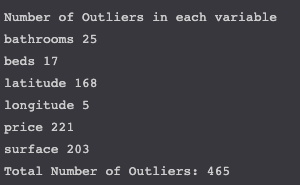 Number of Outliers in each variable
bathrooms 25
beds 17
latitude 168
longitude 5
price 221
surface 203
Total Number of Outliers: 465